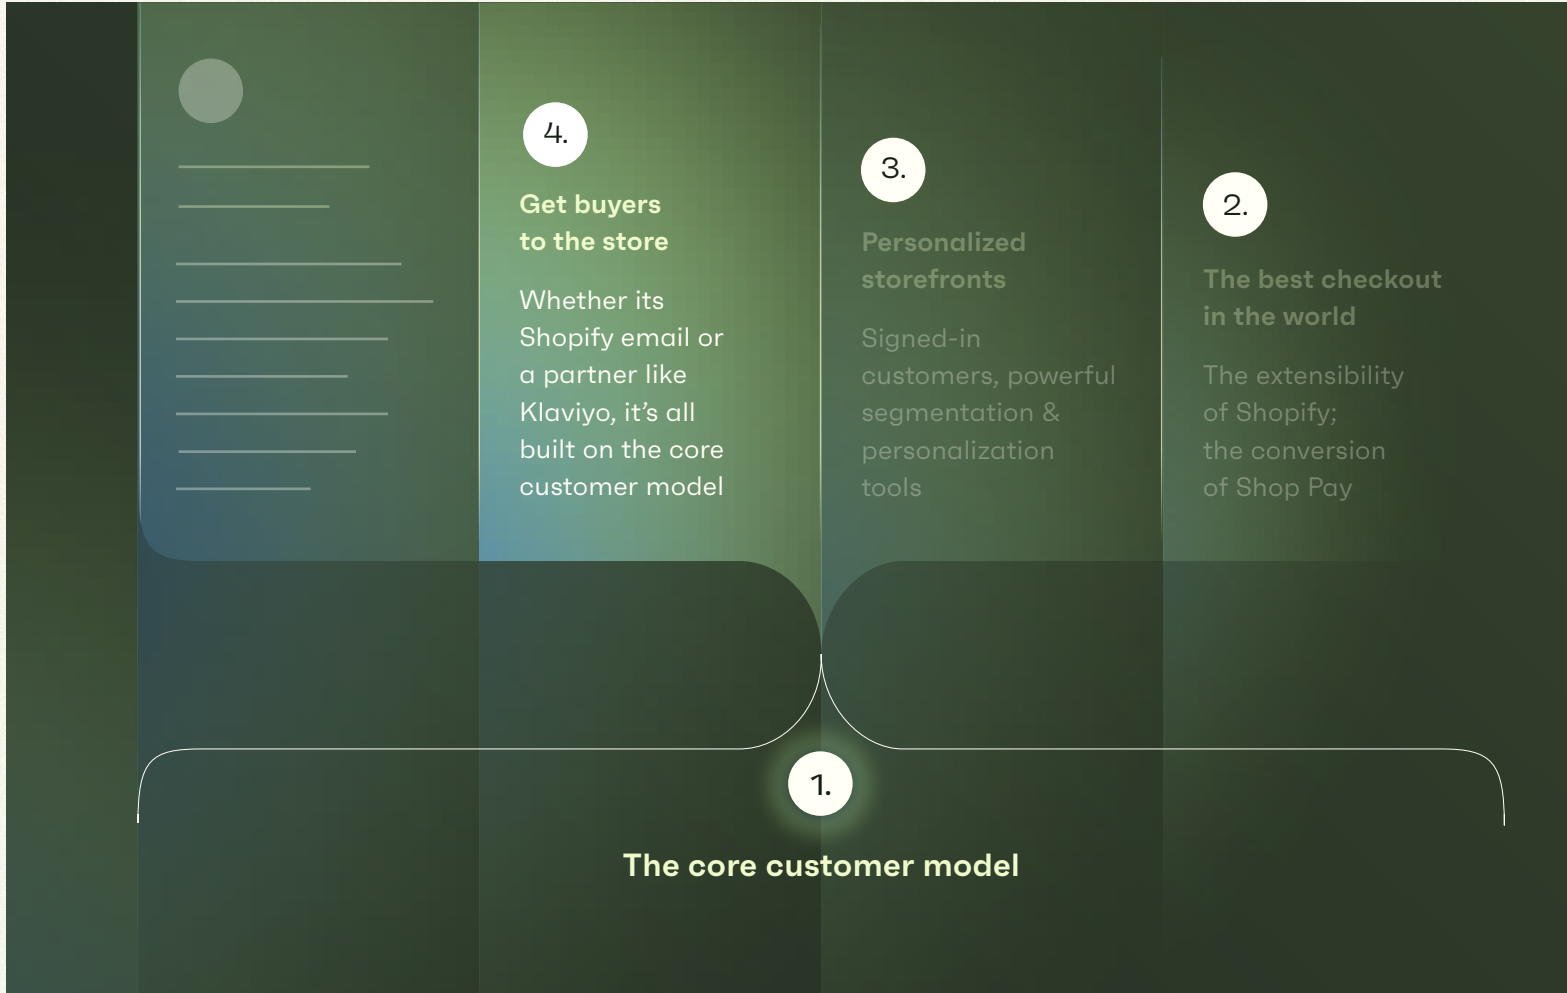 4.
Get buyers
to the store
Whether its
Shopify email or
a partner like
Klaviyo, it’s all
built on the core
customer model
3.
Personalized
storefronts
Signed-in
customers, powerful
segmentation &
personalization
tools
2.
The best checkout
in the world
The extensibility
of Shopify;
the conversion
of Shop Pay
1.
The core customer model